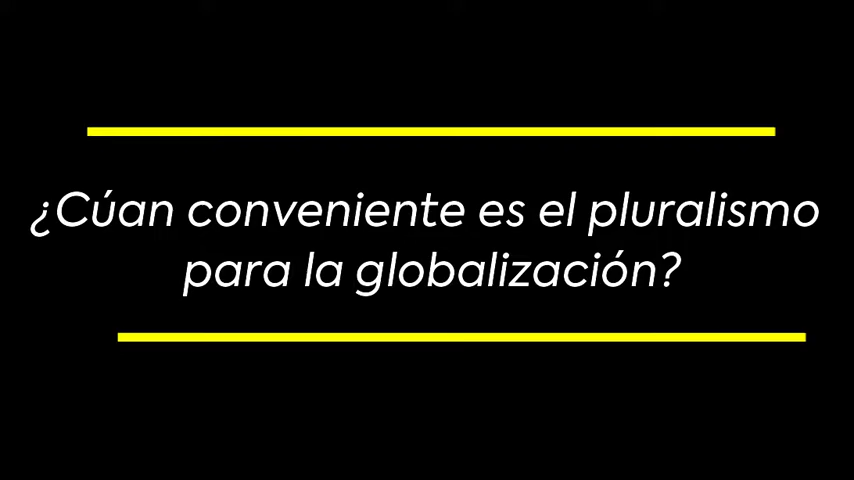 ¿Cúan conveniente es el pluralismo
para la globalización?